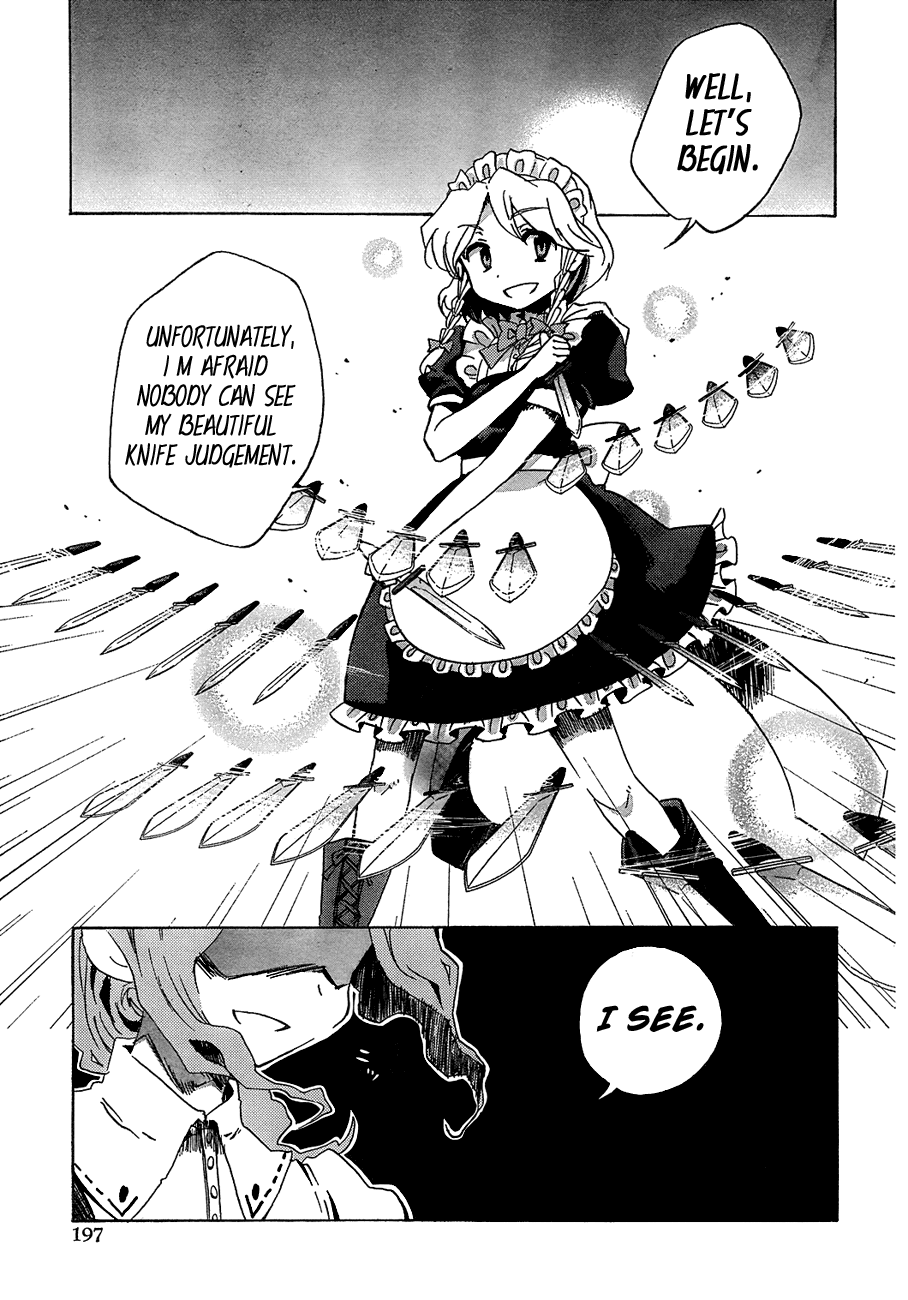 WELL,
LET'S
BEGIN.
UNFORTUNATELY,
I M AFRAID
NOBODY CAN SEE
MY BEAUTIFUL
KNIFE JUDGEMENT.
I SEE.
197